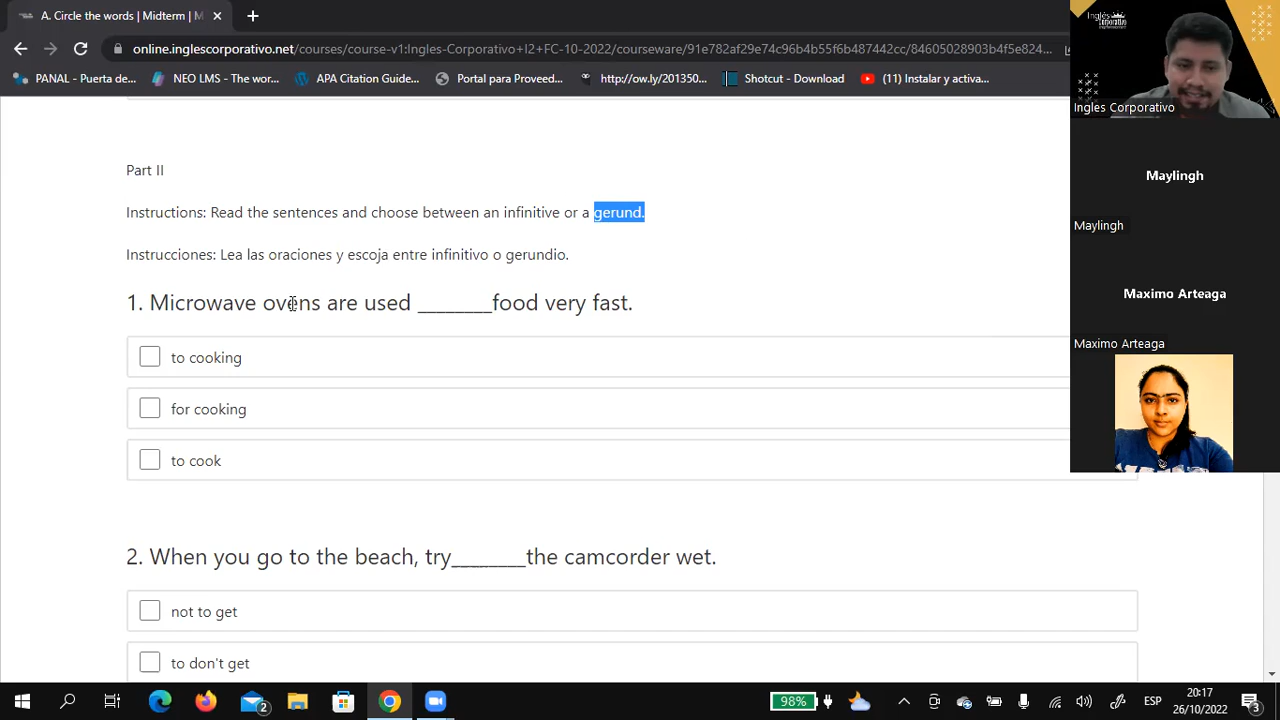 A. Circle the words | Midterm |
online.inglescorporativo.net/courses/course-v1:Ingles-Corporativo+I2+FC-10-2022/courseware/91e782af29e74c96b4b55f6b487442cc/84605028903b4f5e824...
PANAL - Puerta de...
NEO LMS - The wor...
APA Citation Guide...
Portal para Proveed...
http://ow.ly/201350...
Shotcut - Download
(11) Instalar y activa...
Inglés
Corporativo
Ingles Corporativo
Maylingh
Maylingh
Maximo Arteaga
Maximo Arteaga
Part II
Instructions: Read the sentences and choose between an infinitive or a gerund.
Instrucciones: Lea las oraciones y escoja entre infinitivo o gerundio.
1. Microwave ovens are used ________food very fast.
to cooking
for cooking
to cook
2. When you go to the beach, try________the camcorder wet.
not to get
to don't get
2
98%
ESP
20:17
26/10/2022
3